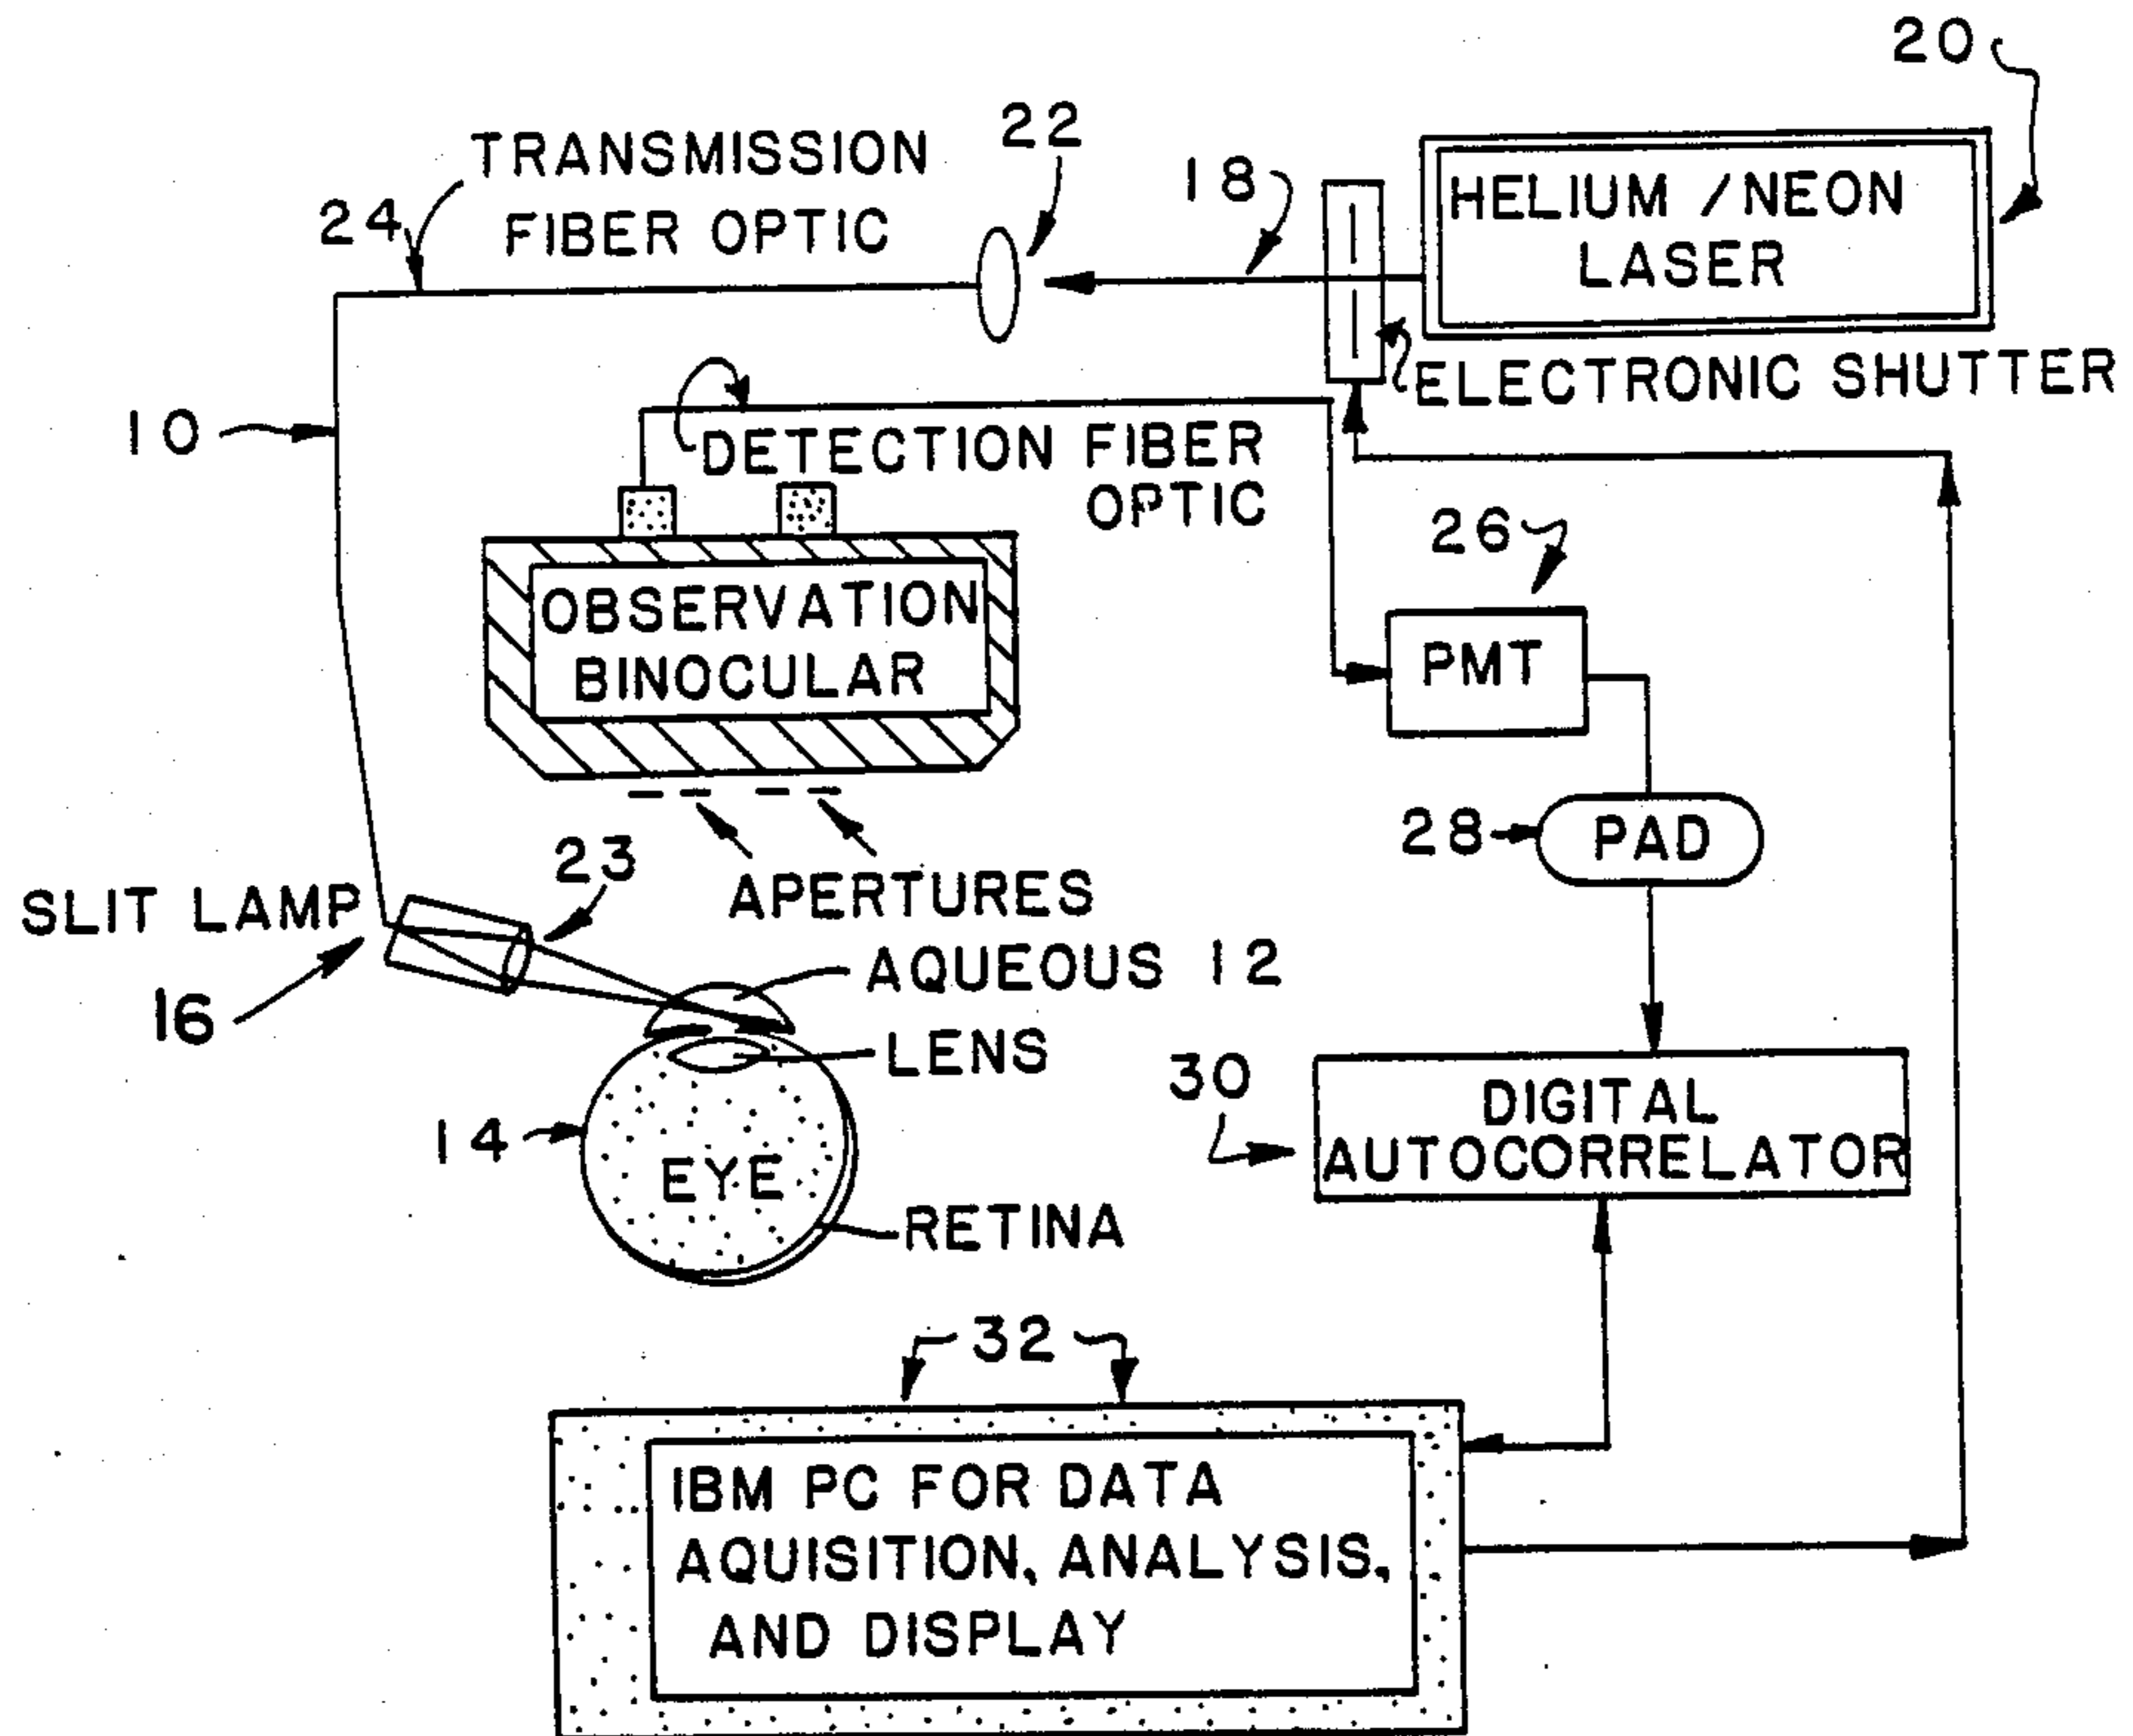 20
22
TRANSMISSION
18
HELIUM / NEON
24
FIBER OPTIC
LASER
ELECTRONIC SHUTTER
10
DETECTION FIBER
OPTIC
26
OBSERVATION
BINOCULAR
PMT
28
PAD
23
APERTURES
SLIT LAMP
AQUEOUS 12
16
LENS
30
DIGITAL
AUTOCORRELATOR
14
EYE
RETINA
32
IBM PC FOR DATA
AQUISITION, ANALYSIS,
AND DISPLAY